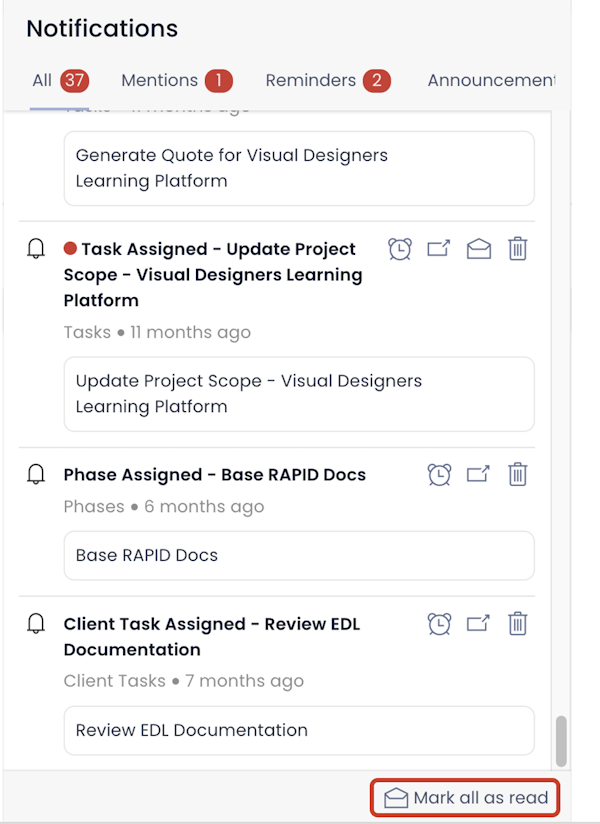 Notifications
All 37 Mentions 1 Reminders 2 Announcement
Generate Quote for Visual Designers
Learning Platform
Task Assigned - Update Project
Scope - Visual Designers Learning
Platform
Tasks • 11 months ago
Update Project Scope - Visual Designers
Learning Platform
Phase Assigned - Base RAPID Docs
Phases • 6 months ago
Base RAPID Docs
Client Task Assigned - Review EDL
Documentation
Client Tasks • 7 months ago
Review EDL Documentation
Mark all as read